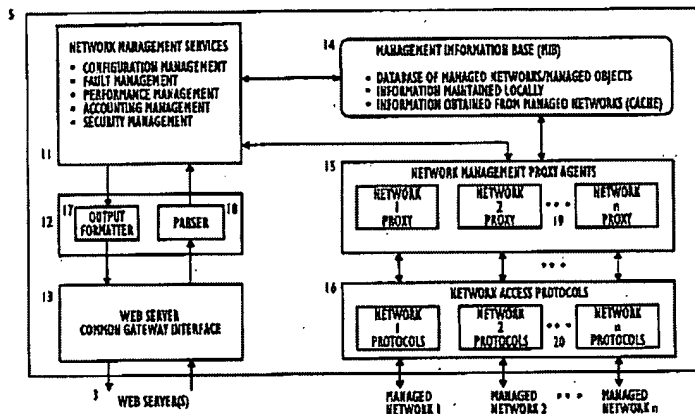 5
NETWORK MANAGEMENT SERVICES
• CONFIGURATION MANAGEMENT
• FAULT MANAGEMENT
• PERFORMANCE MANAGEMENT
• ACCOUNTING MANAGEMENT
• SECURITY MANAGEMENT
11
14
MANAGEMENT INFORMATION BASE (MIB)
• DATABASE OF MANAGED NETWORKS/MANAGED OBJECTS
• INFORMATION MAINTAINED LOCALLY
• INFORMATION OBTAINED FROM MANAGED NETWORKS (CACHE)
15
NETWORK MANAGEMENT PROXY AGENTS
NETWORK
1
PROXY
NETWORK
2
PROXY
• • •
19
NETWORK
n
PROXY
12
17
OUTPUT
FORMATTER
18
PARSER
• • •
13
WEB SERVER
COMMON GATEWAY INTERFACE
16
NETWORK ACCESS PROTOCOLS
NETWORK
1
PROTOCOLS
NETWORK
2
PROTOCOLS
• • •
20
NETWORK
n
PROTOCOLS
3
WEB SERVER(S)
MANAGED
NETWORK 1
MANAGED
NETWORK 2
• • •
MANAGED
NETWORK n